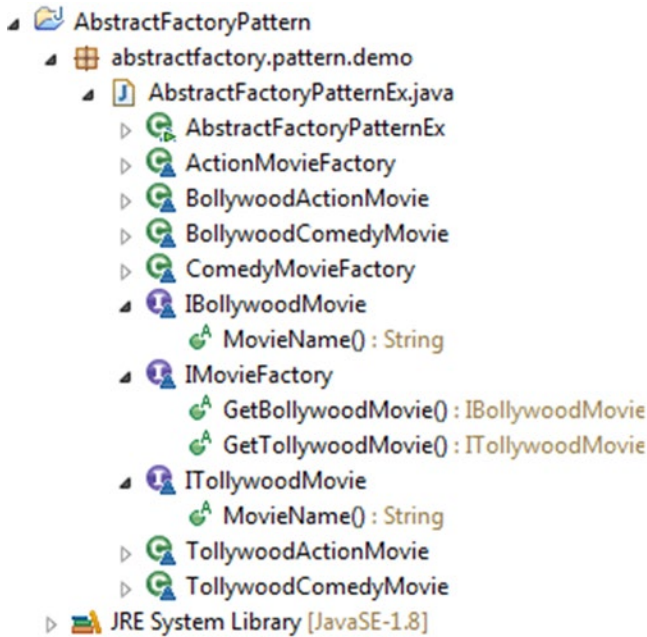 AbstractFactoryPattern
abstractfactory.pattern.demo
AbstractFactoryPatternEx.java
AbstractFactoryPatternEx
ActionMovieFactory
BollywoodActionMovie
BollywoodComedyMovie
ComedyMovieFactory
IBollywoodMovie
MovieName() : String
IMovieFactory
GetBollywoodMovie() : IBollywoodMovie
GetTollywoodMovie() : ITollywoodMovie
ITollywoodMovie
MovieName() : String
TollywoodActionMovie
TollywoodComedyMovie
JRE System Library [JavaSE-1.8]